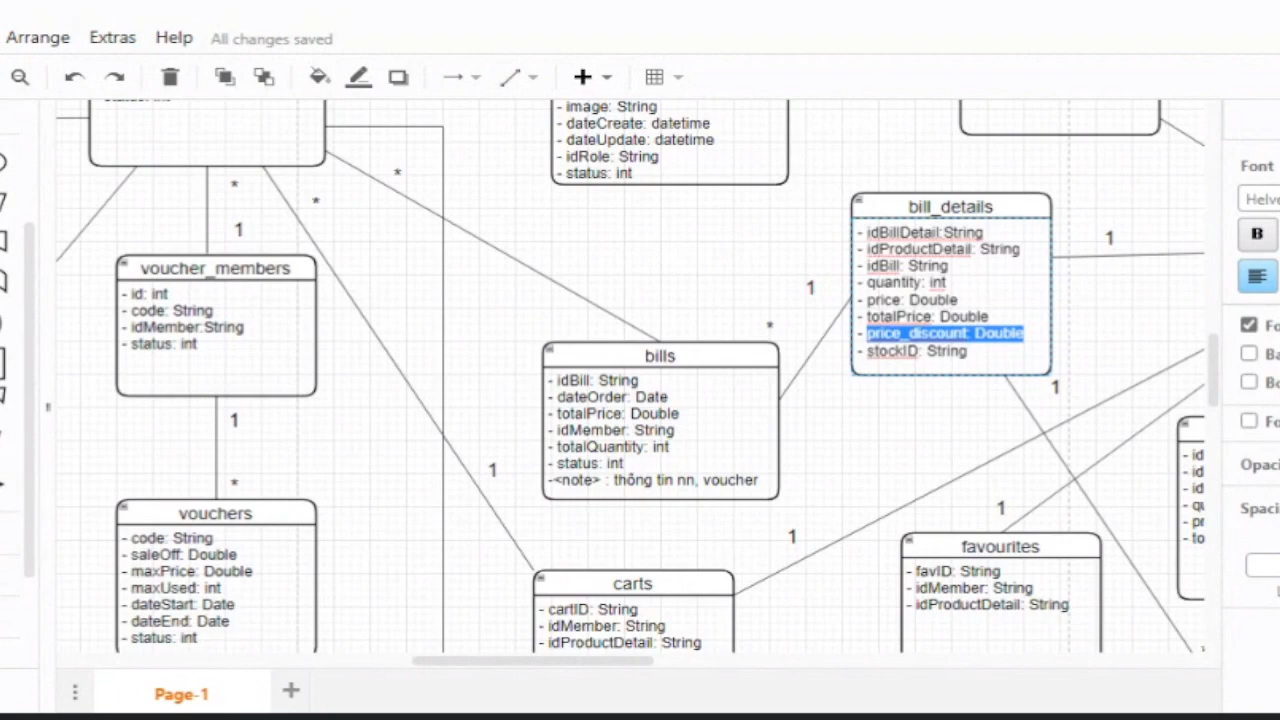 Arrange Extras Help All changes saved
- image: String
- dateCreate: datetime
- dateUpdate: datetime
- idRole: String
- status: int
*
*
*
1
voucher_members
- id: int
- code: String
- idMember:String
- status: int
1
*
vouchers
- code: String
- saleOff: Double
- maxPrice: Double
- maxUsed: int
- dateStart: Date
- dateEnd: Date
- status: int
bills
- idBill: String
- dateOrder: Date
- totalPrice: Double
- idMember: String
- totalQuantity: int
- status: int
-<note> : thông tin nn, voucher
*
1
1
carts
- cartID: String
- idMember: String
- idProductDetail: String
1
bill_details
- idBillDetail:String
- idProductDetail: String
- idBill: String
- quantity: int
- price: Double
- totalPrice: Double
- price_discount: Double
- stockID: String
1
1
1
favourites
- favID: String
- idMember: String
- idProductDetail: String
- id
- id
- id
Font
B
Page-1